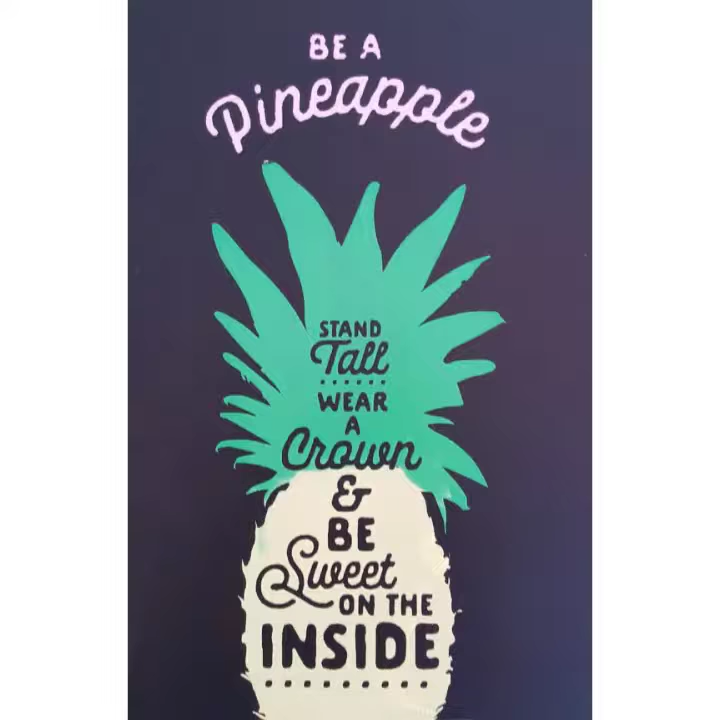 BE A
Pineapple
STAND
Tall
WEAR
A
Crown
&
BE
Sweet
ON THE
INSIDE